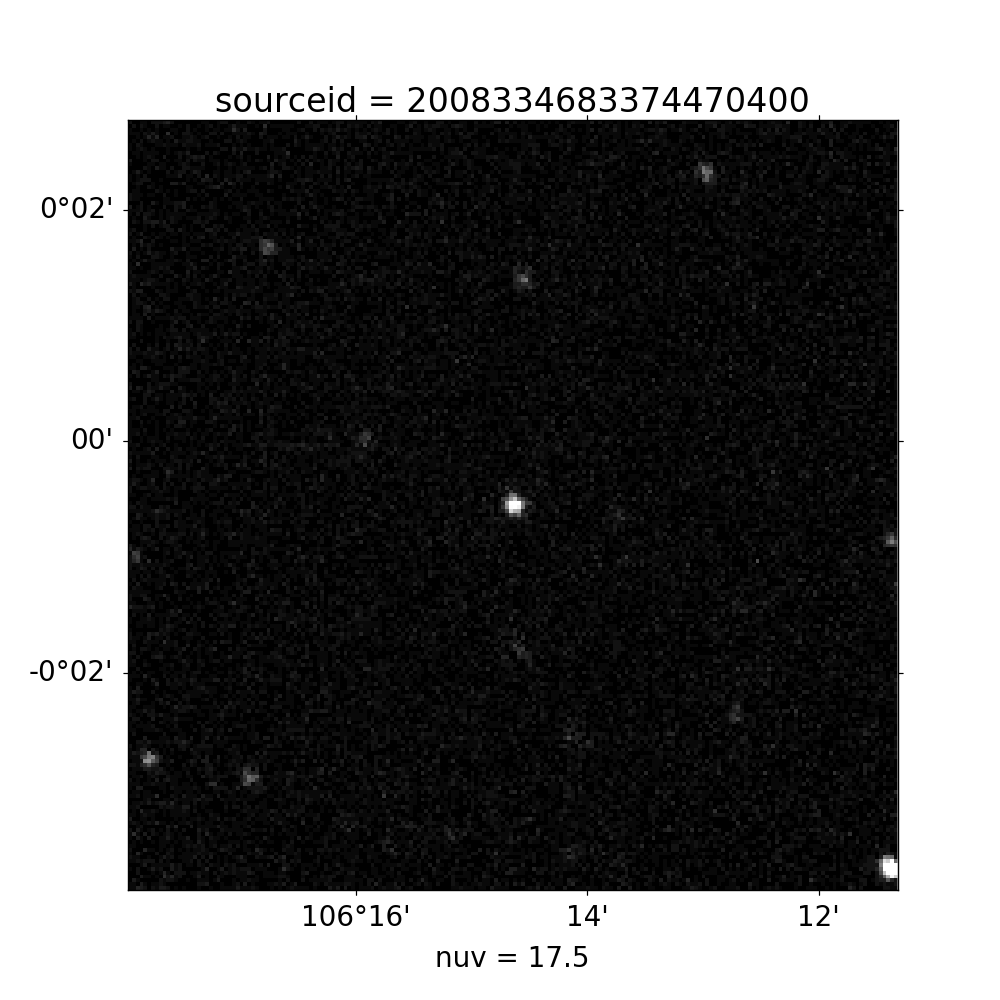 sourceid = 2008334683374470400
0°02'
00'
-0°02'
106°16' 14' 12'
nuv = 17.5